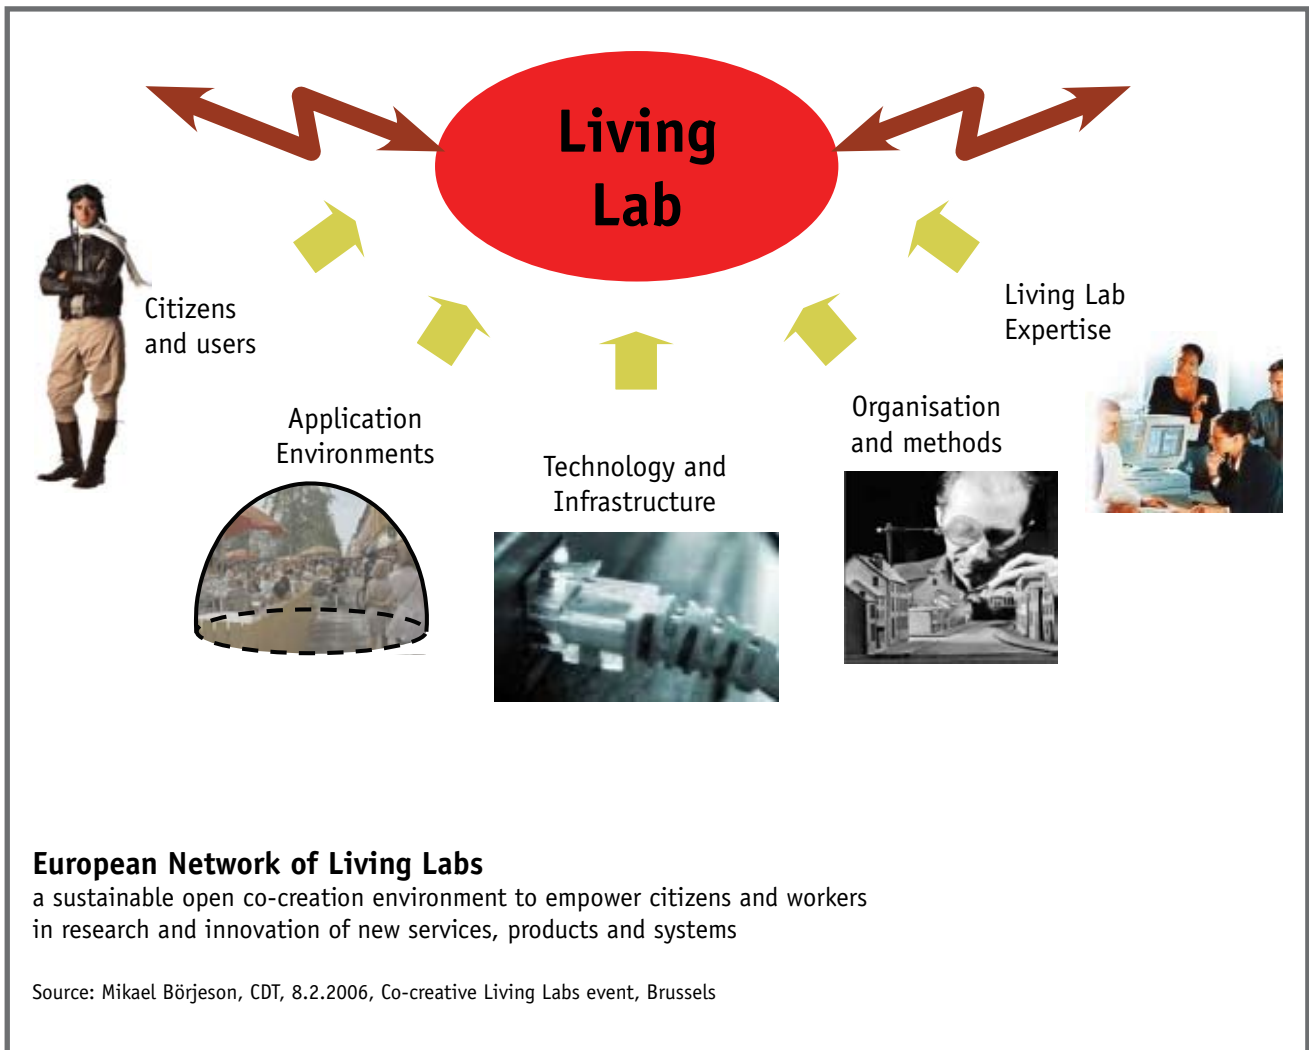 Living
Lab
Citizens
and users
Living Lab
Expertise
Application
Environments
Organisation
and methods
Technology and
Infrastructure
European Network of Living Labs
a sustainable open co-creation environment to empower citizens and workers
in research and innovation of new services, products and systems
Source: Mikael Börjeson, CDT, 8.2.2006, Co-creative Living Labs event, Brussels